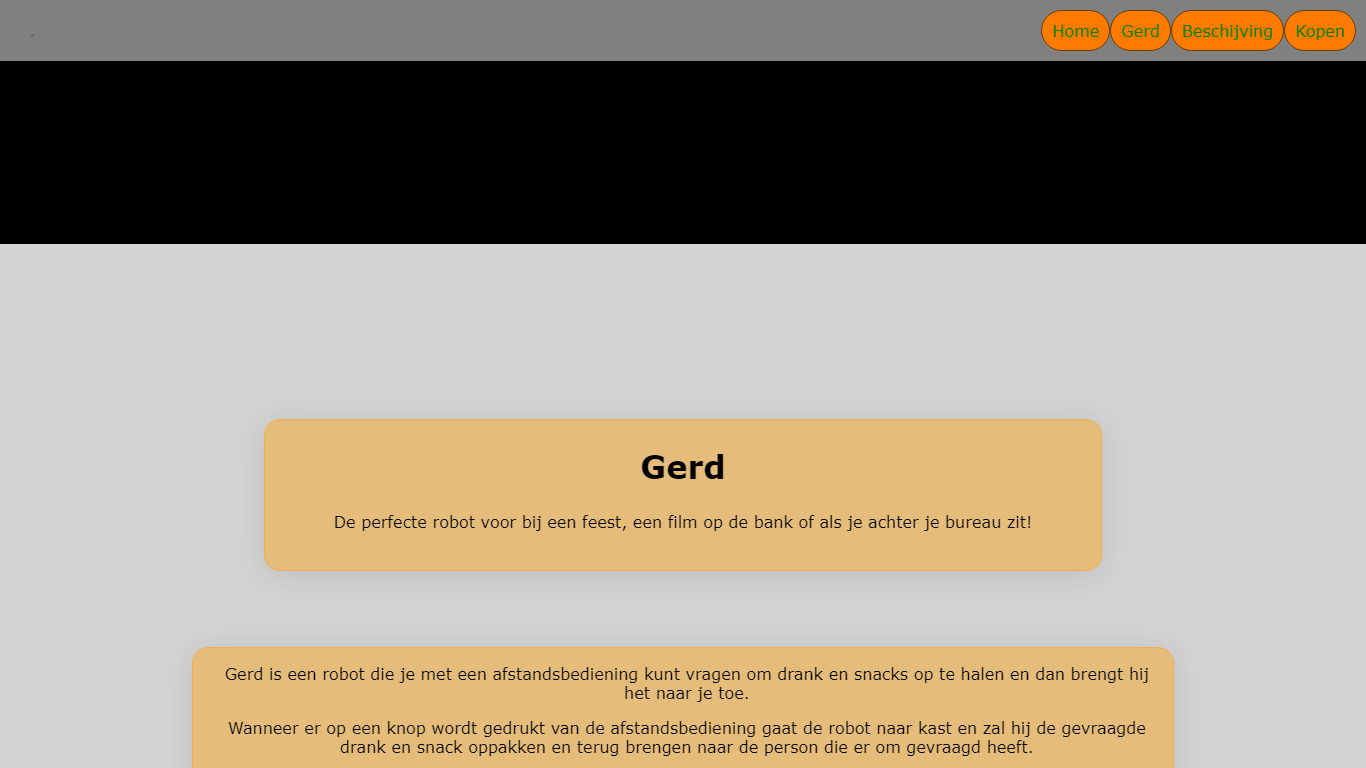 Home Gerd Beschijving Kopen
Gerd
De perfecte robot voor bij een feest, een film op de bank of als je achter je bureau zit!
Gerd is een robot die je met een afstandsbediening kunt vragen om drank en snacks op te halen en dan brengt hij
het naar je toe.
Wanneer er op een knop wordt gedrukt van de afstandsbediening gaat de robot naar kast en zal hij de gevraagde
drank en snack oppakken en terug brengen naar de person die er om gevraagd heeft.